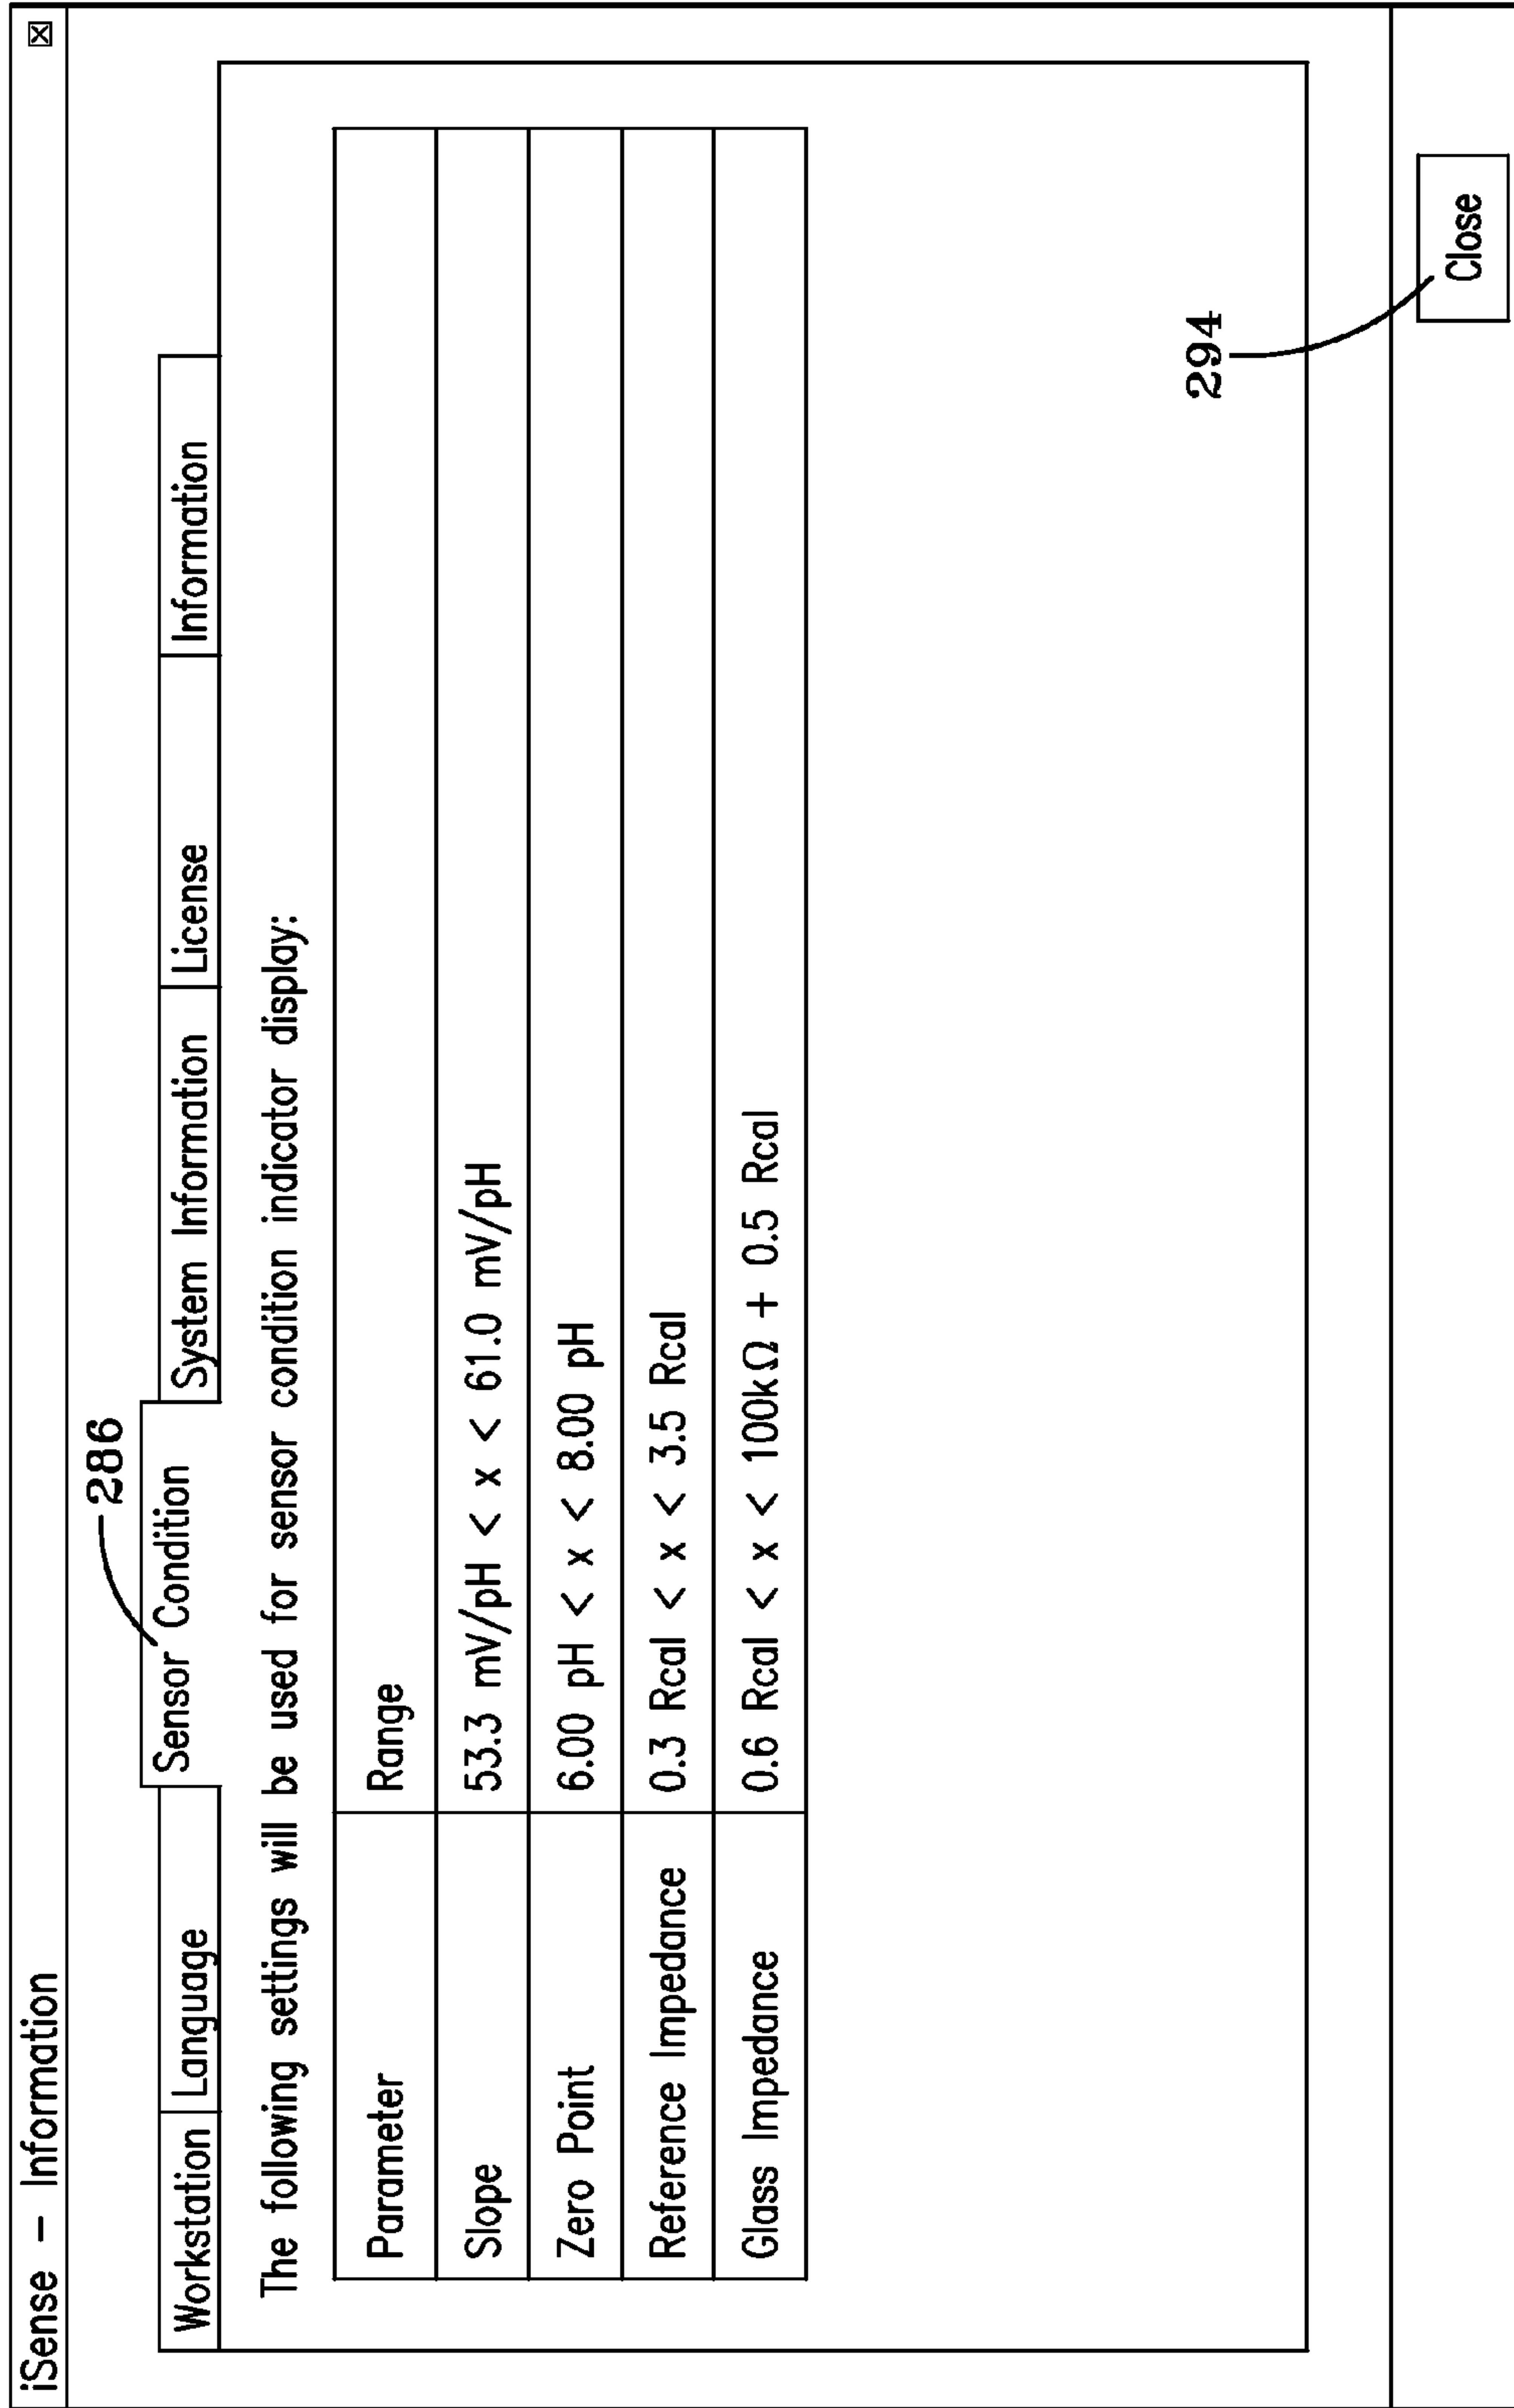 iSense – Information
286
Workstation Language Sensor Condition System Information License Information
The following settings will be used for sensor condition indicator display:
Parameter Range
Slope 53.3 mV/pH < x < 61.0 mV/pH
Zero Point 6.00 pH < x < 8.00 pH
Reference Impedance 0.3 Rcal < x < 3.5 Rcal
Glass Impedance 0.6 Rcal < x < 100kΩ + 0.5 Rcal
294
Close